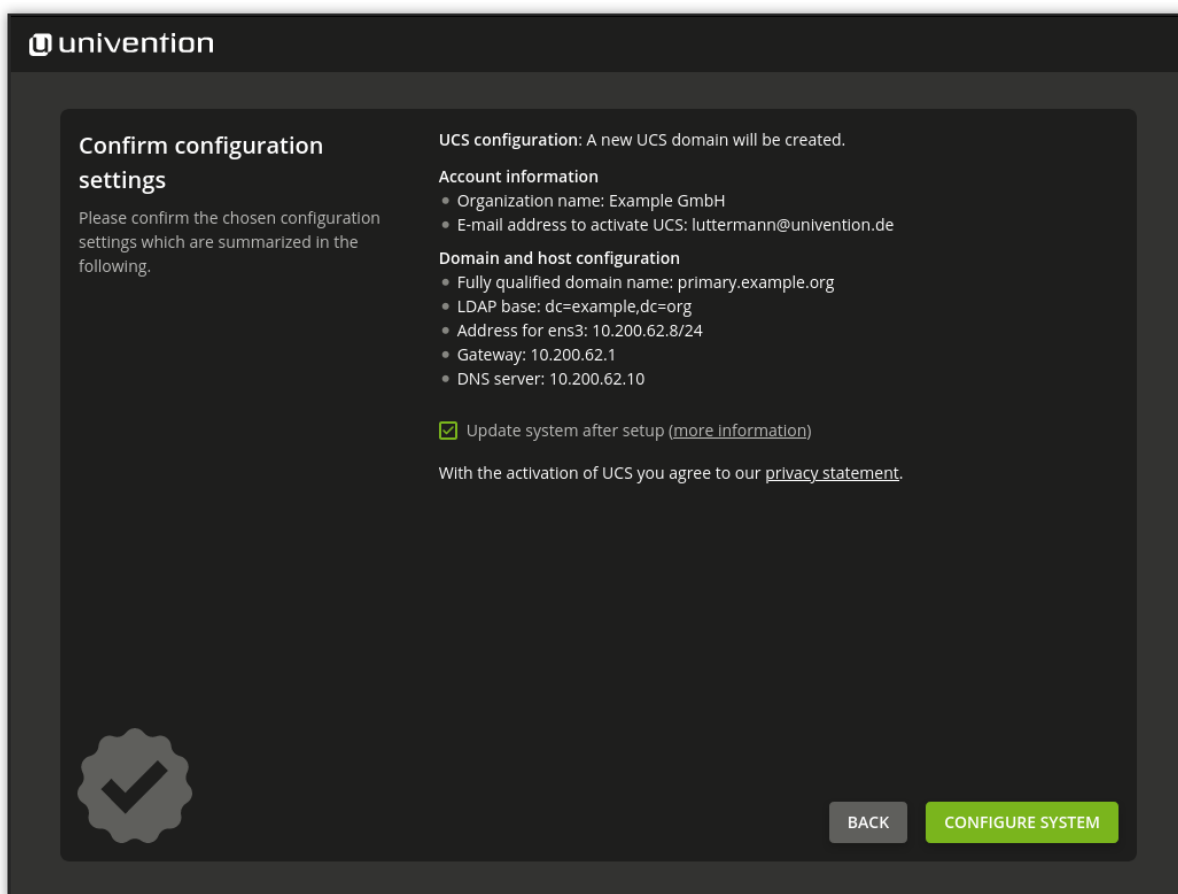 univention
Confirm configuration
settings
Please confirm the chosen configuration
settings which are summarized in the
following.
UCS configuration: A new UCS domain will be created.
Account information
Organization name: Example GmbH
E-mail address to activate UCS: luttermann@univention.de
Domain and host configuration
Fully qualified domain name: primary.example.org
LDAP base: dc=example,dc=org
Address for ens3: 10.200.62.8/24
Gateway: 10.200.62.1
DNS server: 10.200.62.10
Update system after setup (more information)
With the activation of UCS you agree to our privacy statement.
BACK
CONFIGURE SYSTEM